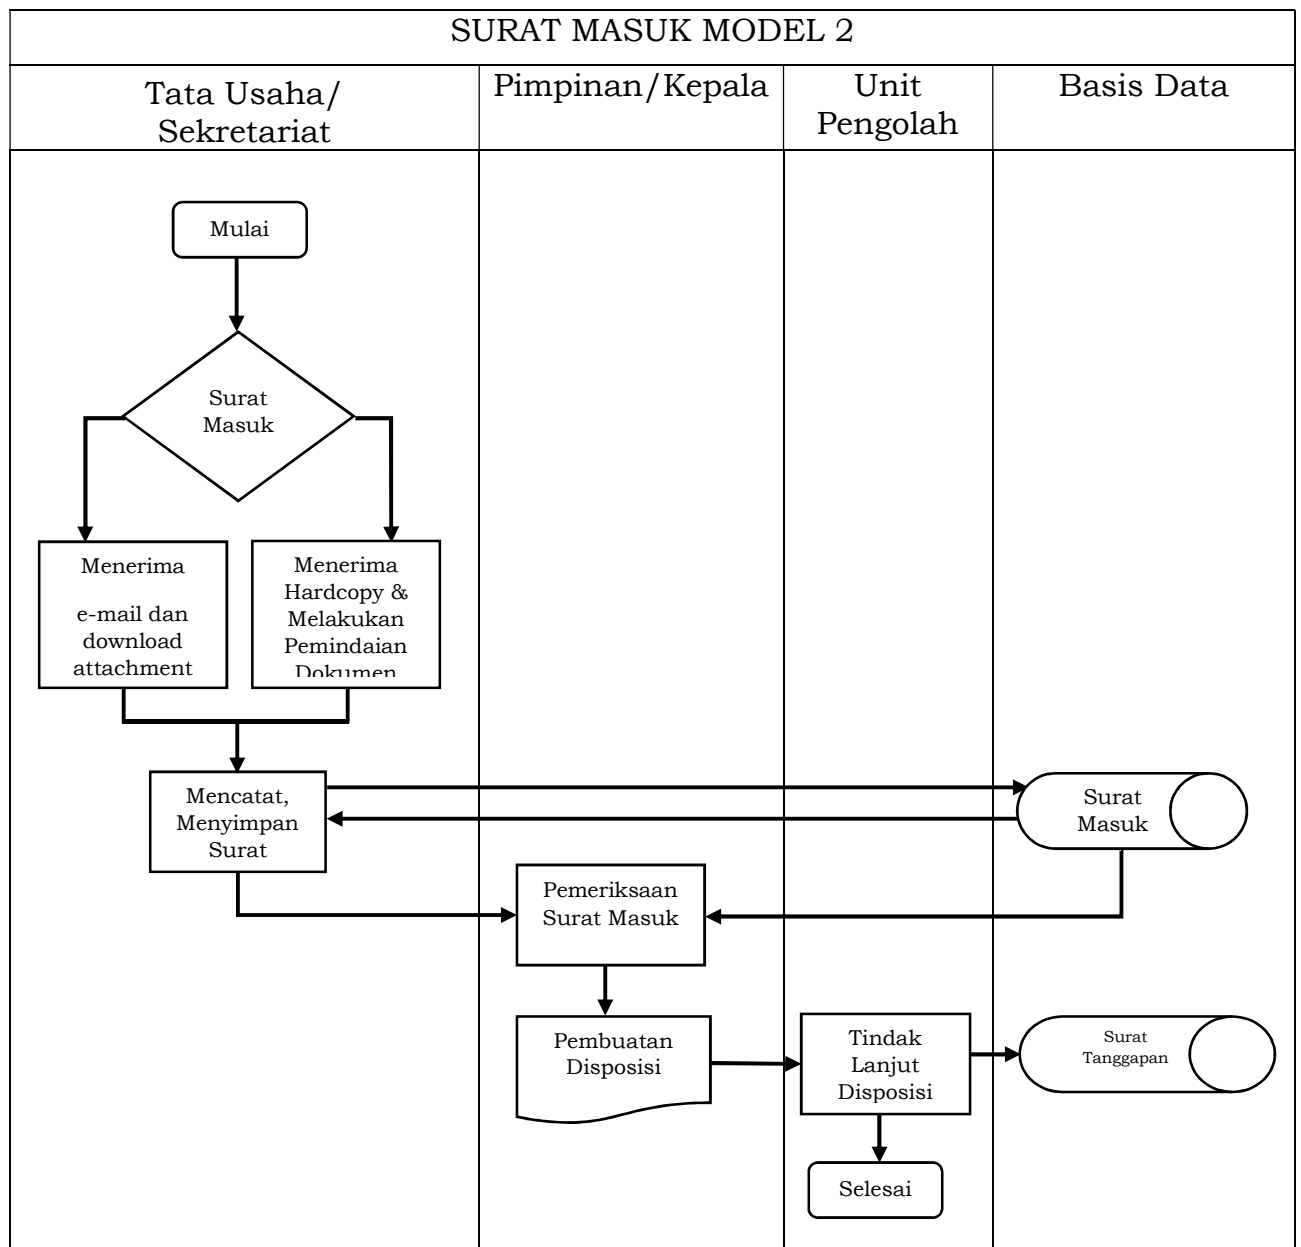 SURAT MASUK MODEL 2
Tata Usaha/
Sekretariat
Pimpinan/Kepala
Unit
Pengolah
Basis Data
Mulai
Surat
Masuk
Menerima
e-mail dan
download
attachment
Menerima
Hardcopy &
Melakukan
Pemindaian
Dokumen
Mencatat,
Menyimpan
Surat
Surat
Masuk
Pemeriksaan
Surat Masuk
Pembuatan
Disposisi
Tindak
Lanjut
Disposisi
Surat
Tanggapan
Selesai